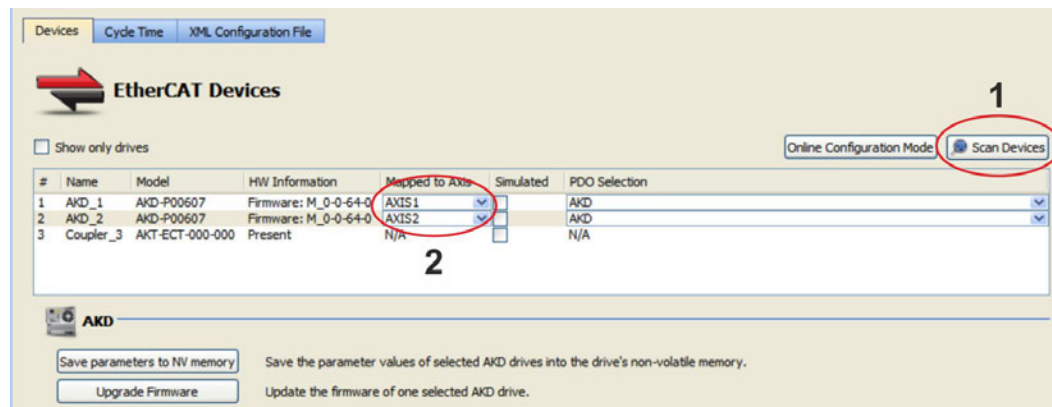 Devices Cycle Time XML Configuration File
EtherCAT Devices
1
Show only drives
Online Configuration Mode Scan Devices
# Name Model HW Information Mapped to Axis Simulated PDO Selection
1 AKD_1 AKD-P00607 Firmware: M_0-0-64-0 AXIS1 AKD
2 AKD_2 AKD-P00607 Firmware: M_0-0-64-0 AXIS2 AKD
3 Coupler_3 AKT-ECT-000-000 Present N/A N/A
2
AKD
Save parameters to NV memory Save the parameter values of selected AKD drives into the drive's non-volatile memory.
Upgrade Firmware Update the firmware of one selected AKD drive.